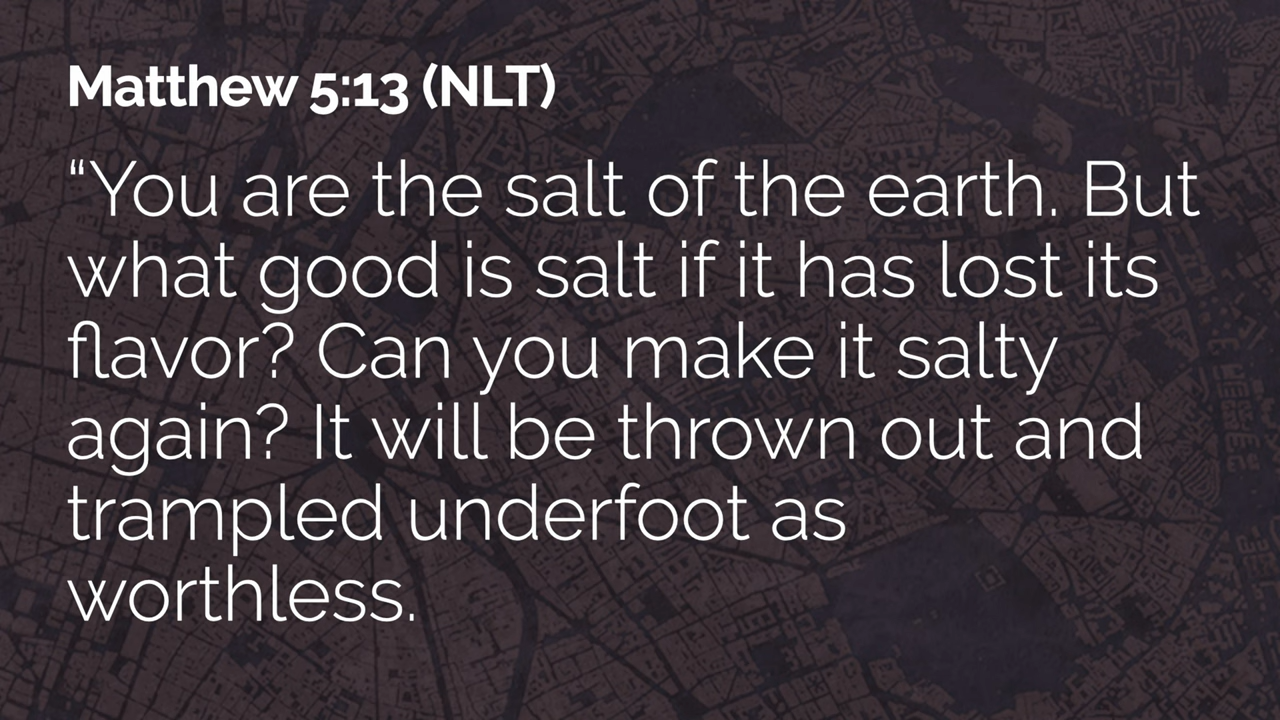 Matthew 5:13 (NLT)
“You are the salt of the earth. But
what good is salt if it has lost its
flavor? Can you make it salty
again? It will be thrown out and
trampled underfoot as
worthless.